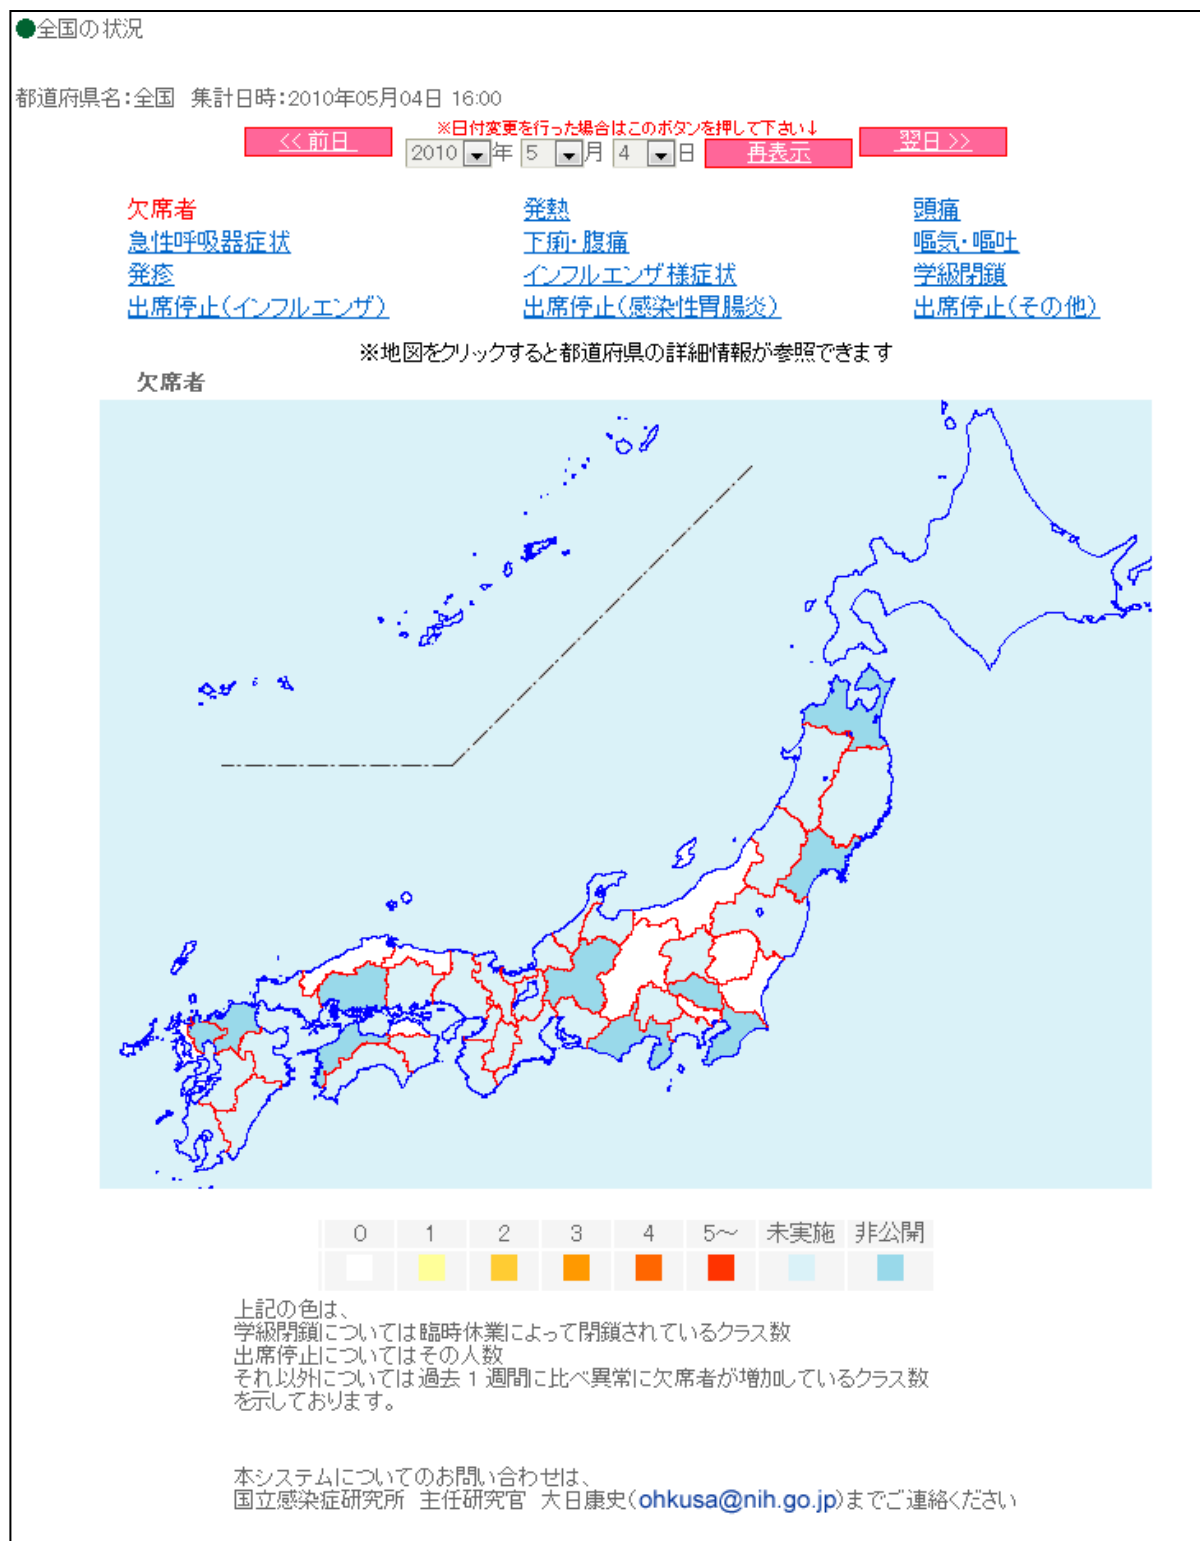 ●全国の状況
都道府県名：全国　集計日時：2010年05月04日 16:00
<< 前日
※日付変更を行った場合はこのボタンを押して下さい↓
2010 年 5 月 4 日 再表示
翌日 >>
欠席者 発熱 頭痛
急性呼吸器症状 下痢・腹痛 嘔気・嘔吐
発疹 インフルエンザ様症状 学級閉鎖
出席停止(インフルエンザ) 出席停止(感染性胃腸炎) 出席停止(その他)
※地図をクリックすると都道府県の詳細情報が参照できます
欠席者
0 1 2 3 4 5～ 未実施 非公開
上記の色は、
学級閉鎖については臨時休業によって閉鎖されているクラス数
出席停止についてはその人数
それ以外については過去１週間に比べ異常に欠席者が増加しているクラス数
を示しております。
本システムについてのお問い合わせは、
国立感染症研究所　主任研究官　大日康史(ohkusa@nih.go.jp)までご連絡ください